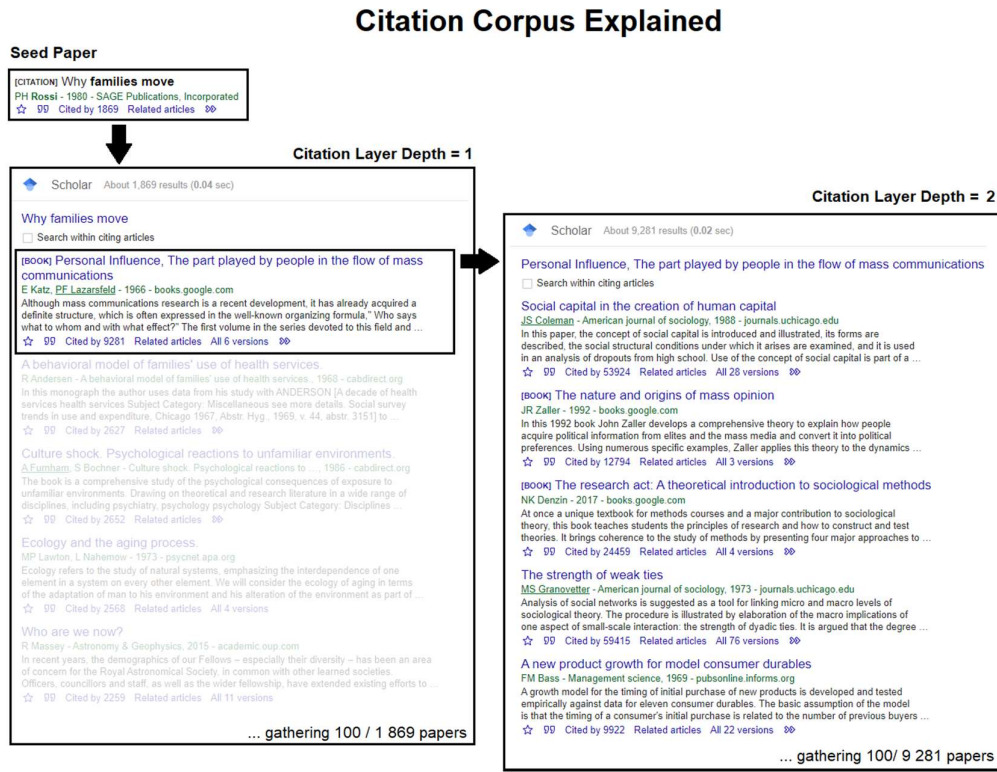 Citation Corpus Explained
Seed Paper
[CITATION] Why families move
PH Rossi - 1980 - SAGE Publications, Incorporated
Cited by 1869 Related articles
Citation Layer Depth = 1
Scholar About 1,869 results (0.04 sec)
Why families move
Search within citing articles
[BOOK] Personal Influence, The part played by people in the flow of mass
communications
E Katz, PF Lazarsfeld - 1966 - books.google.com
Although mass communications research is a recent development, it has already acquired a
definite structure, which is often expressed in the well-known organizing formula," Who says
what to whom and with what effect?" The first volume in the series devoted to this field and ...
Cited by 9281 Related articles All 6 versions
A behavioral model of families' use of health services.
R Andersen - A behavioral model of families' use of health services., 1968 - cabdirect.org
In this monograph the author uses data from his study with ANDERSON [A decade of health
services health services Subject Category: Miscellaneous see more details. Social survey
trends in use and expenditure, Chicago 1967, Abstr. Hyg., 1969, v. 44, abstr. 3151] to ...
Cited by 2627 Related articles
Culture shock. Psychological reactions to unfamiliar environments.
A Furnham, S Bochner - Culture shock. Psychological reactions to ..., 1986 - cabdirect.org
The book is a comprehensive study of the psychological consequences of exposure to
unfamiliar environments. Drawing on theoretical and research literature in a wide range of
disciplines, including psychiatry, psychology psychology Subject Category: Disciplines ...
Cited by 2652 Related articles
Ecology and the aging process.
MP Lawton, L Nahemow - 1973 - psycnet.apa.org
Ecology refers to the study of natural systems, emphasizing the interdependence of one
element in a system on every other element. We will consider the ecology of aging in terms
of the adaptation of man to his environment and his alteration of the environment as part of ...
Cited by 2568 Related articles All 4 versions
Who are we now?
R Massey - Astronomy & Geophysics, 2015 - academic.oup.com
In recent years, the demographics of our Fellows – especially their diversity – has been an area
of concern for the Royal Astronomical Society, in common with other learned societies.
Officers, councillors and staff, as well as the wider fellowship, have extended existing efforts to ...
Cited by 2259 Related articles All 11 versions
... gathering 100 / 1 869 papers
Citation Layer Depth = 2
Scholar About 9,281 results (0.02 sec)
Personal Influence, The part played by people in the flow of mass communications
Search within citing articles
Social capital in the creation of human capital
JS Coleman - American journal of sociology, 1988 - journals.uchicago.edu
In this paper, the concept of social capital is introduced and illustrated, its forms are
described, the social structural conditions under which it arises are examined, and it is used
in an analysis of dropouts from high school. Use of the concept of social capital is part of a ...
Cited by 53924 Related articles All 28 versions
[BOOK] The nature and origins of mass opinion
JR Zaller - 1992 - books.google.com
In this 1992 book John Zaller develops a comprehensive theory to explain how people
acquire political information from elites and the mass media and convert it into political
preferences. Using numerous specific examples, Zaller applies this theory to the dynamics ...
Cited by 12794 Related articles All 3 versions
[BOOK] The research act: A theoretical introduction to sociological methods
NK Denzin - 2017 - books.google.com
At once a unique textbook for methods courses and a major contribution to sociological
theory, this book teaches students the principles of research and how to construct and test
theories. It brings coherence to the study of methods by presenting four major approaches to ...
Cited by 24459 Related articles All 4 versions
The strength of weak ties
MS Granovetter - American journal of sociology, 1973 - journals.uchicago.edu
Analysis of social networks is suggested as a tool for linking micro and macro levels of
sociological theory. The procedure is illustrated by elaboration of the macro implications of
one aspect of small-scale interaction: the strength of dyadic ties. It is argued that the degree ...
Cited by 59415 Related articles All 76 versions
A new product growth for model consumer durables
FM Bass - Management science, 1969 - pubsonline.informs.org
A growth model for the timing of initial purchase of new products is developed and tested
empirically against data for eleven consumer durables. The basic assumption of the model
is that the timing of a consumer's initial purchase is related to the number of previous buyers ...
Cited by 9922 Related articles All 22 versions
... gathering 100/ 9 281 papers